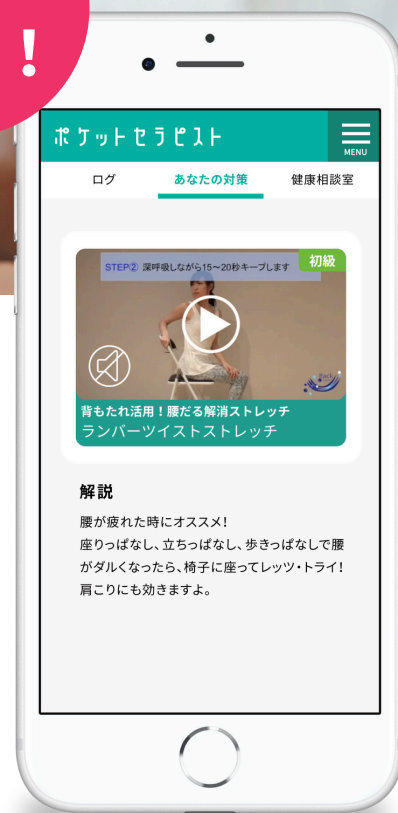 !
ポケットセラピスト
MENU
ログ
あなたの対策
健康相談室
STEP② 深呼吸しながら15〜20秒キープします
初級
背もたれ活用！腰だる解消ストレッチ
ランバーツイストストレッチ
解説
腰が疲れた時にオススメ！
座りっぱなし、立ちっぱなし、歩きっぱなしで腰
がダルくなったら、椅子に座ってレッツ・トライ！
肩こりにも効きますよ。